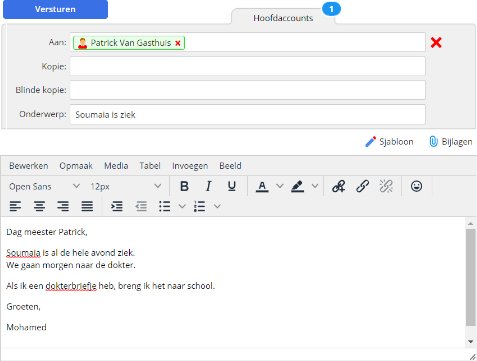 Versturen
Hoofdaccounts 1
Aan: Patrick Van Gasthuis
Kopie:
Blinde kopie:
Onderwerp: Soumaia is ziek
Sjabloon Bijlagen
Bewerken Opmaak Media Tabel Invoegen Beeld
Open Sans 12px B I U A
Dag meester Patrick,
Soumaia is al de hele avond ziek.
We gaan morgen naar de dokter.
Als ik een dokterbriefje heb, breng ik het naar school.
Groeten,
Mohamed